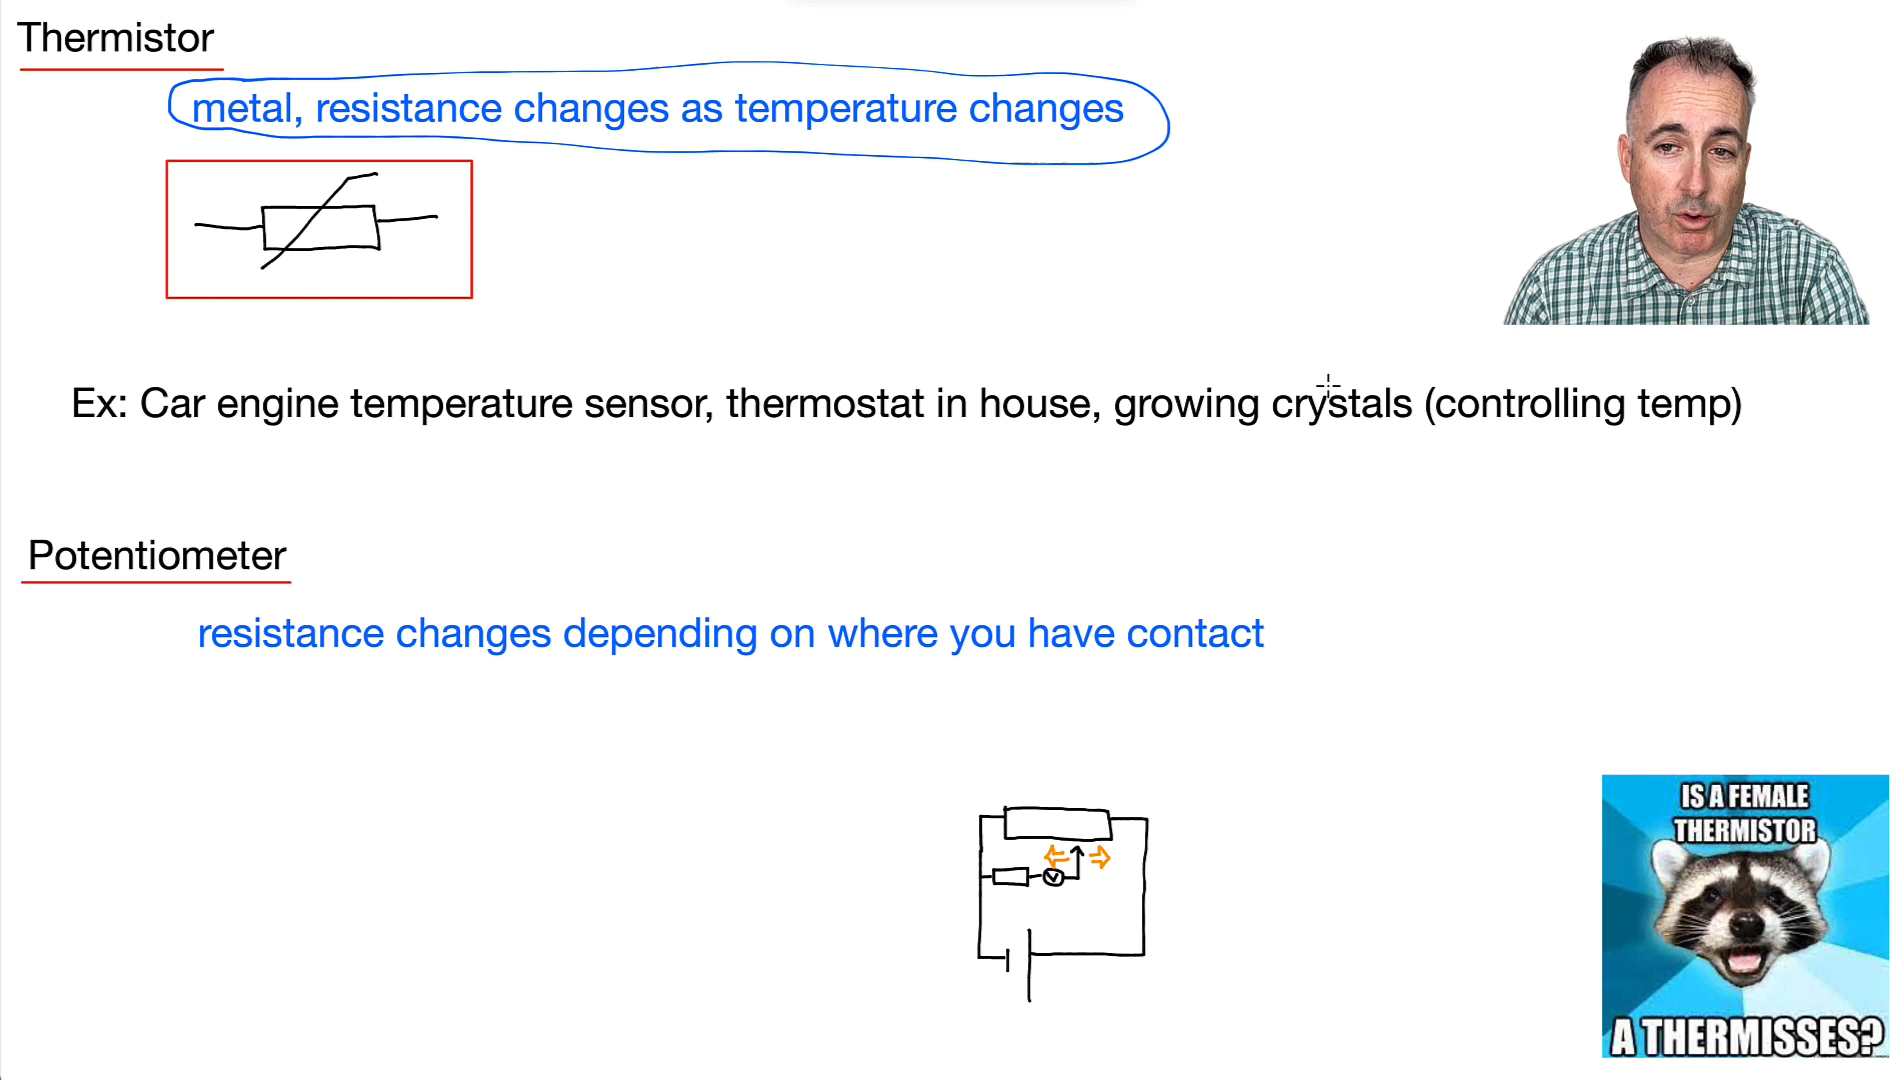 Thermistor
metal, resistance changes as temperature changes
Ex: Car engine temperature sensor, thermostat in house, growing crystals (controlling temp)
Potentiometer
resistance changes depending on where you have contact
V
IS A FEMALE
THERMISTOR
A THERMISSES?